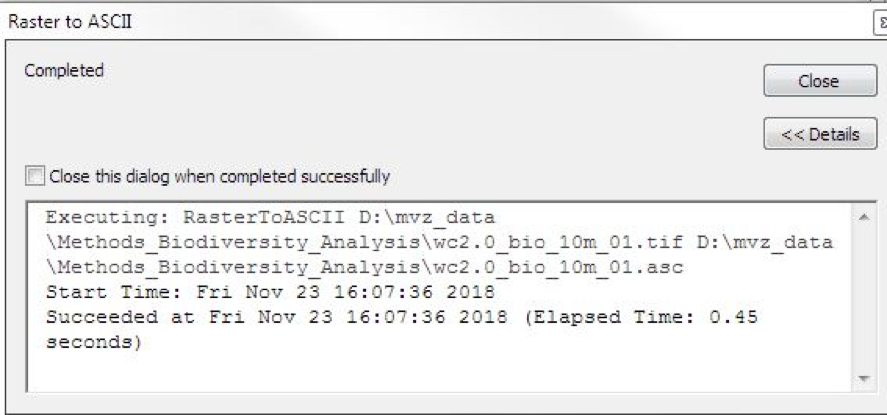 Raster to ASCII
Completed
Close
<< Details
Close this dialog when completed successfully
Executing: RasterToASCII D:\mvz_data
\Methods_Biodiversity_Analysis\wc2.0_bio_10m_01.tif D:\mvz_data
\Methods_Biodiversity_Analysis\wc2.0_bio_10m_01.asc
Start Time: Fri Nov 23 16:07:36 2018
Succeeded at Fri Nov 23 16:07:36 2018 (Elapsed Time: 0.45
seconds)